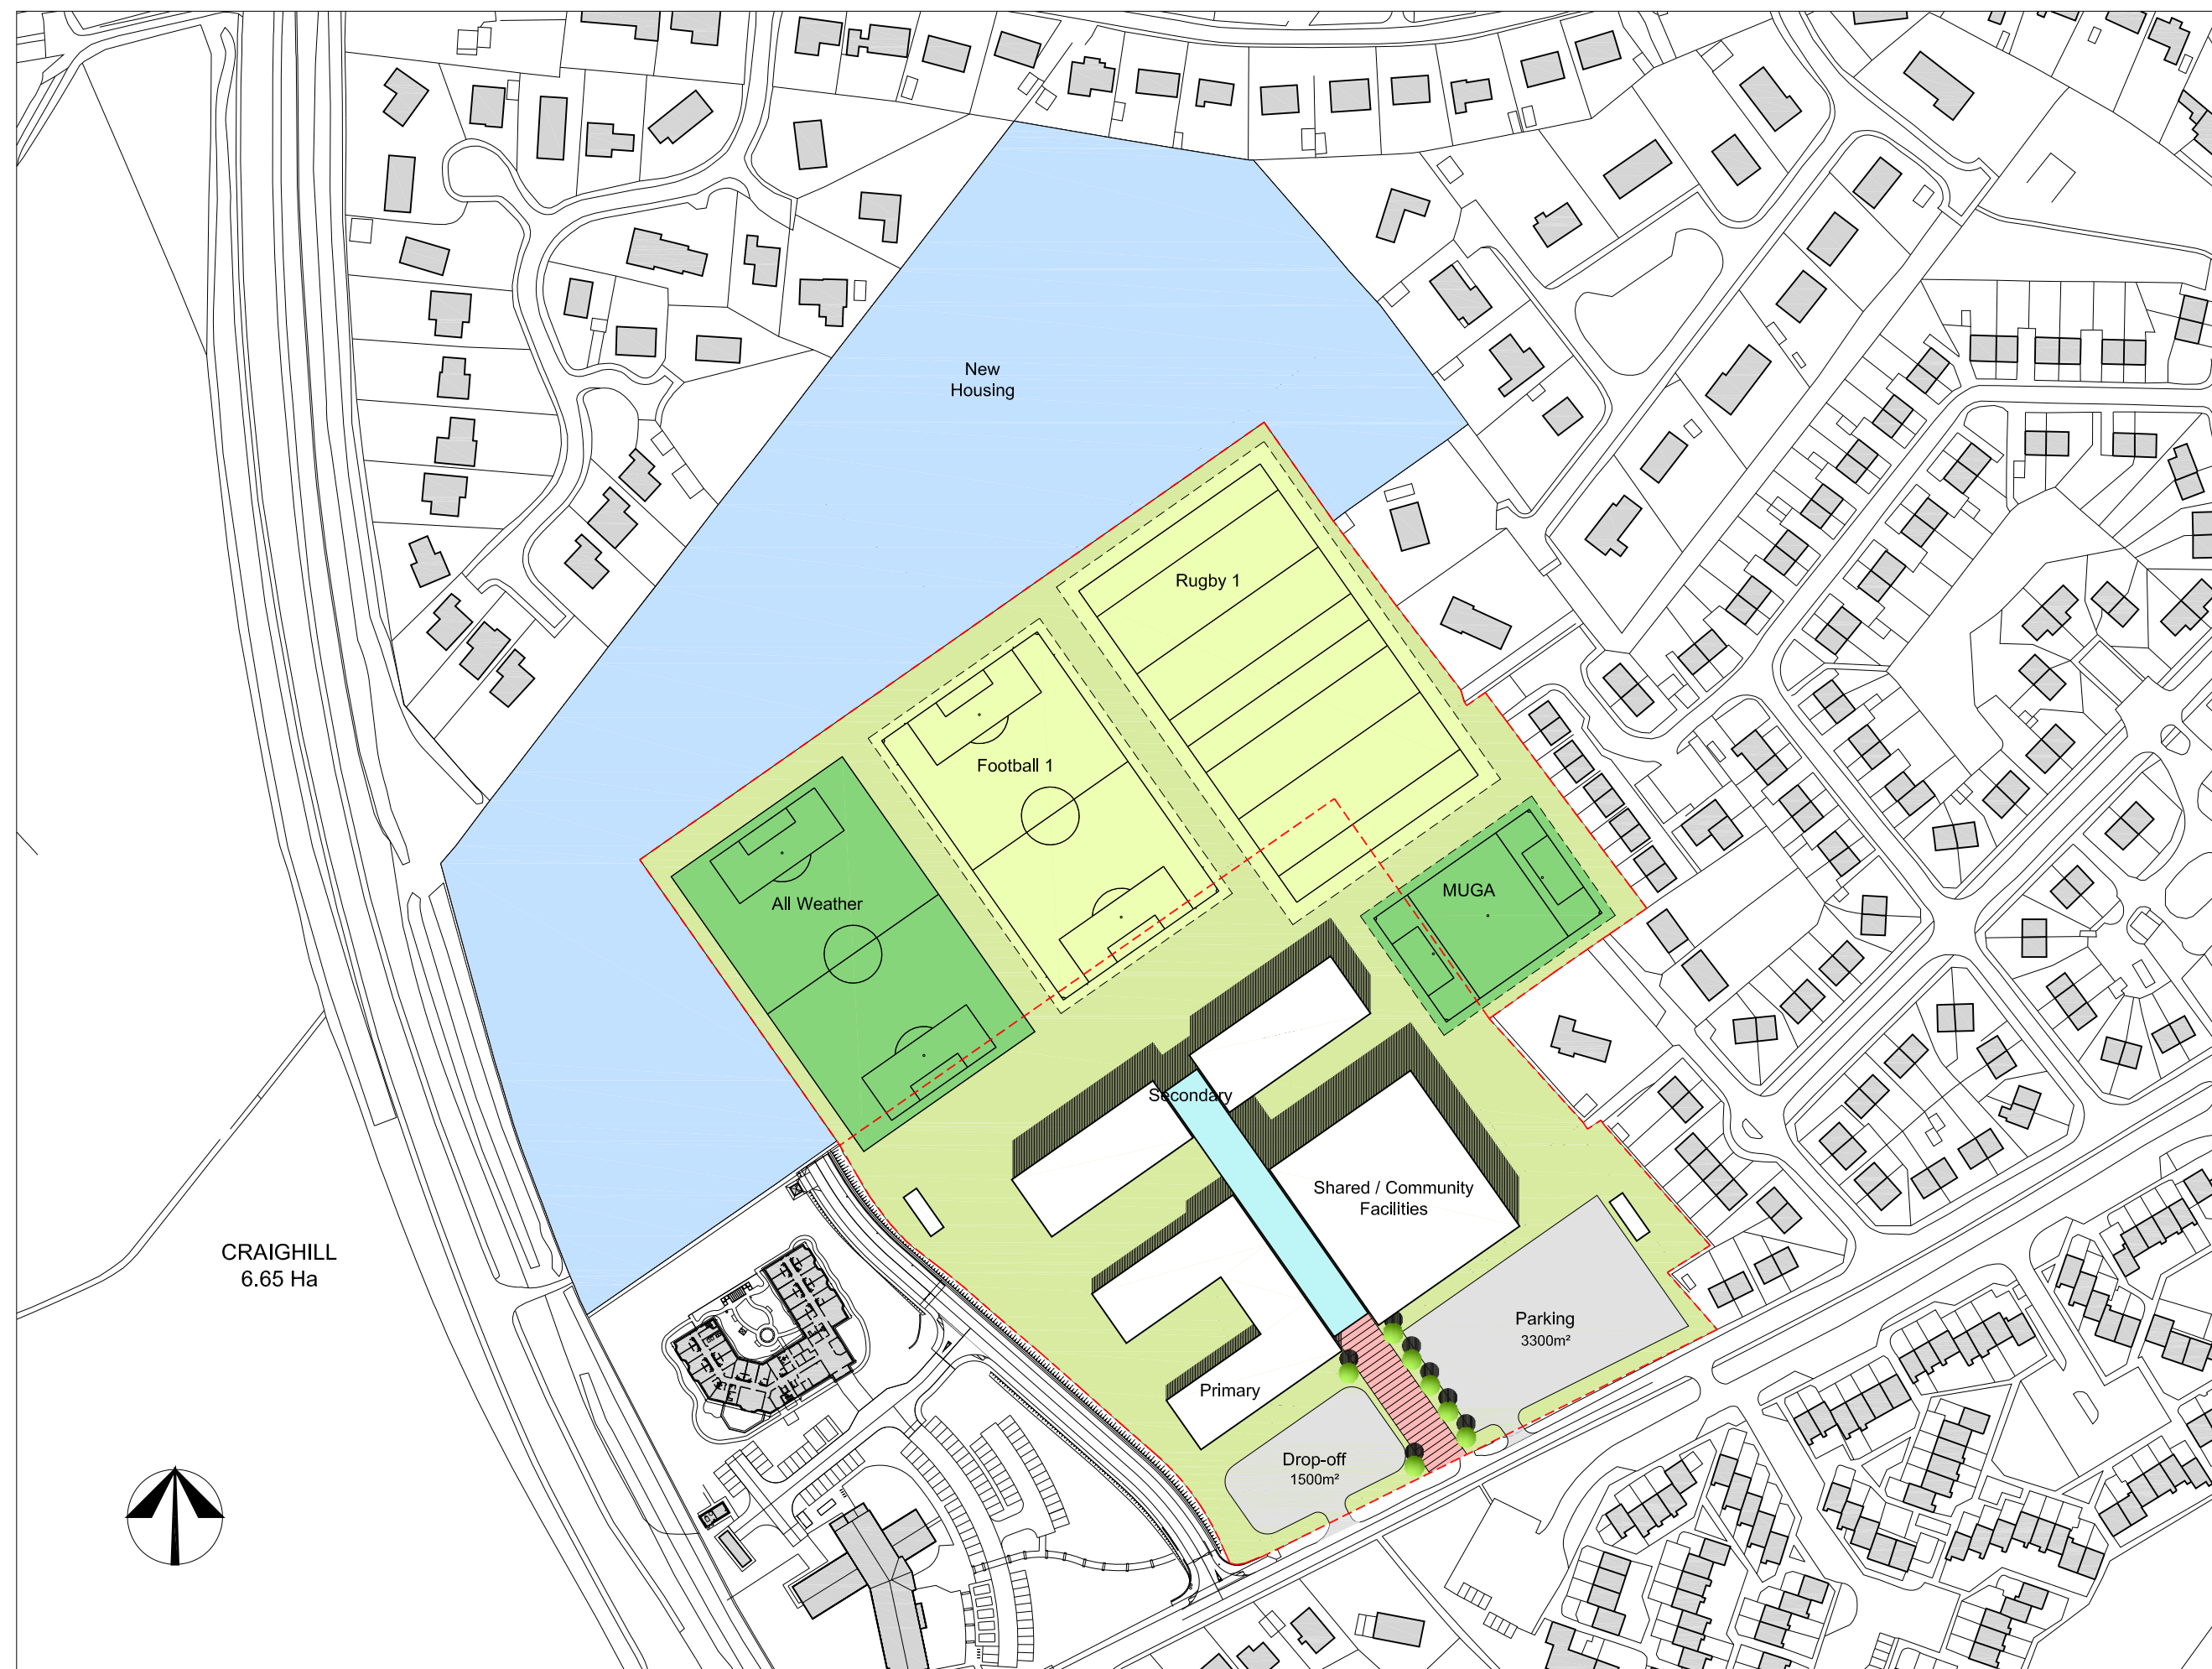 New
Housing
Rugby 1
Football 1
All Weather
MUGA
Secondary
Shared / Community
Facilities
CRAIGHILL
6.65 Ha
Parking
3300m²
Primary
Drop-off
1500m²